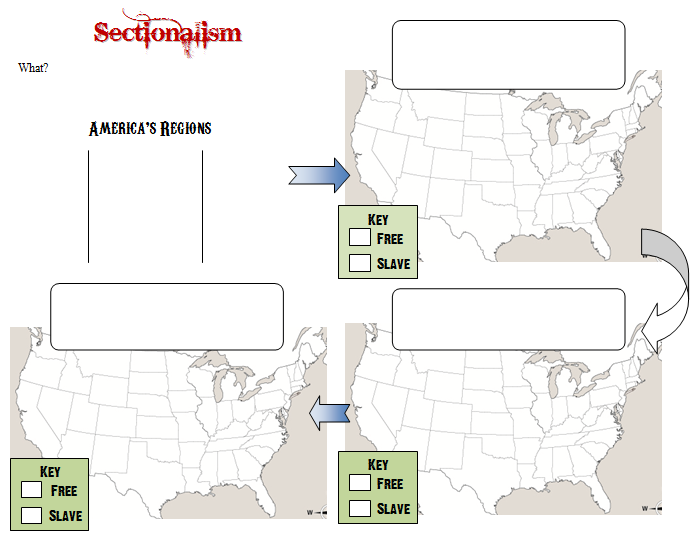 Sectionalism
What?
America's Regions
Key
Free
Slave
Key
Free
Slave
W
Key
Free
Slave
W